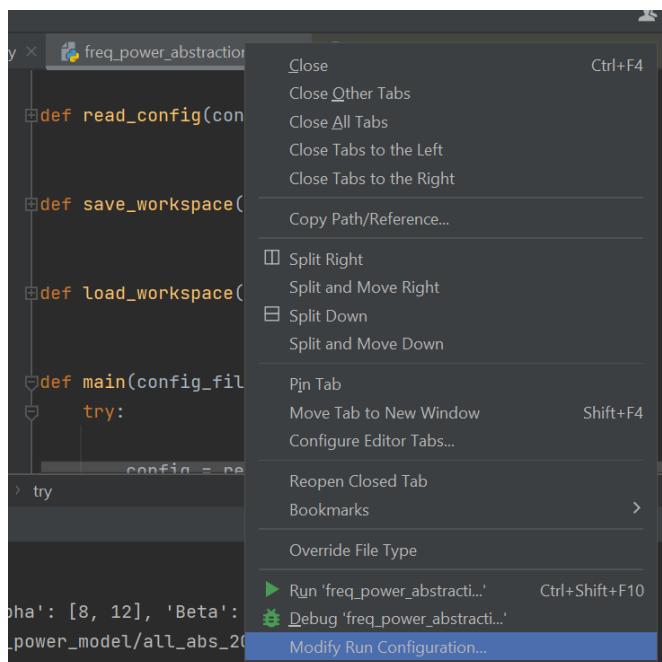 y × freq_power_abstraction
def read_config(con
def save_workspace(
def load_workspace(
def main(config_fil
try:
config = re
> try
pha': [8, 12], 'Beta':
_power_model/all_abs_20
Close Ctrl+F4
Close Other Tabs
Close All Tabs
Close Tabs to the Left
Close Tabs to the Right
Copy Path/Reference...
Split Right
Split and Move Right
Split Down
Split and Move Down
Pin Tab
Move Tab to New Window Shift+F4
Configure Editor Tabs...
Reopen Closed Tab
Bookmarks >
Override File Type
Run 'freq_power_abstracti...' Ctrl+Shift+F10
Debug 'freq_power_abstracti...'
Modify Run Configuration...